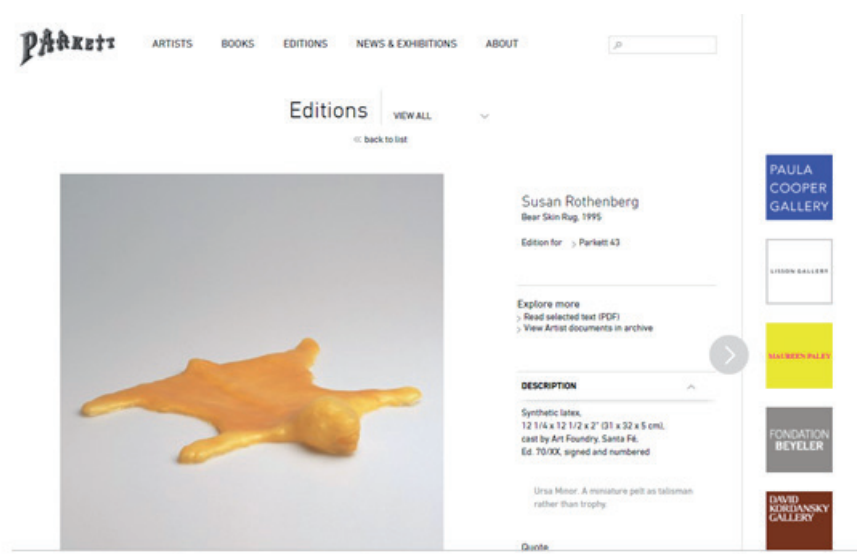 PARKETT
ARTISTS BOOKS EDITIONS NEWS & EXHIBITIONS ABOUT
Editions VIEW ALL
<< back to list
Susan Rothenberg
Bear Skin Rug, 1995
Edition for > Parkett 43
Explore more
> Read selected text (PDF)
> View Artist documents in archive
DESCRIPTION
Synthetic latex,
12 1/4 x 12 1/2 x 2" (31 x 32 x 5 cm),
cast by Art Foundry, Santa Fé,
Ed. 70/XX, signed and numbered
Ursa Minor. A miniature pelt as talisman
rather than trophy.
Quote
PAULA
COOPER
GALLERY
LISSON GALLERY
MAUREEN PALEY
FONDATION
BEYELER
DAVID
KORDANSKY
GALLERY